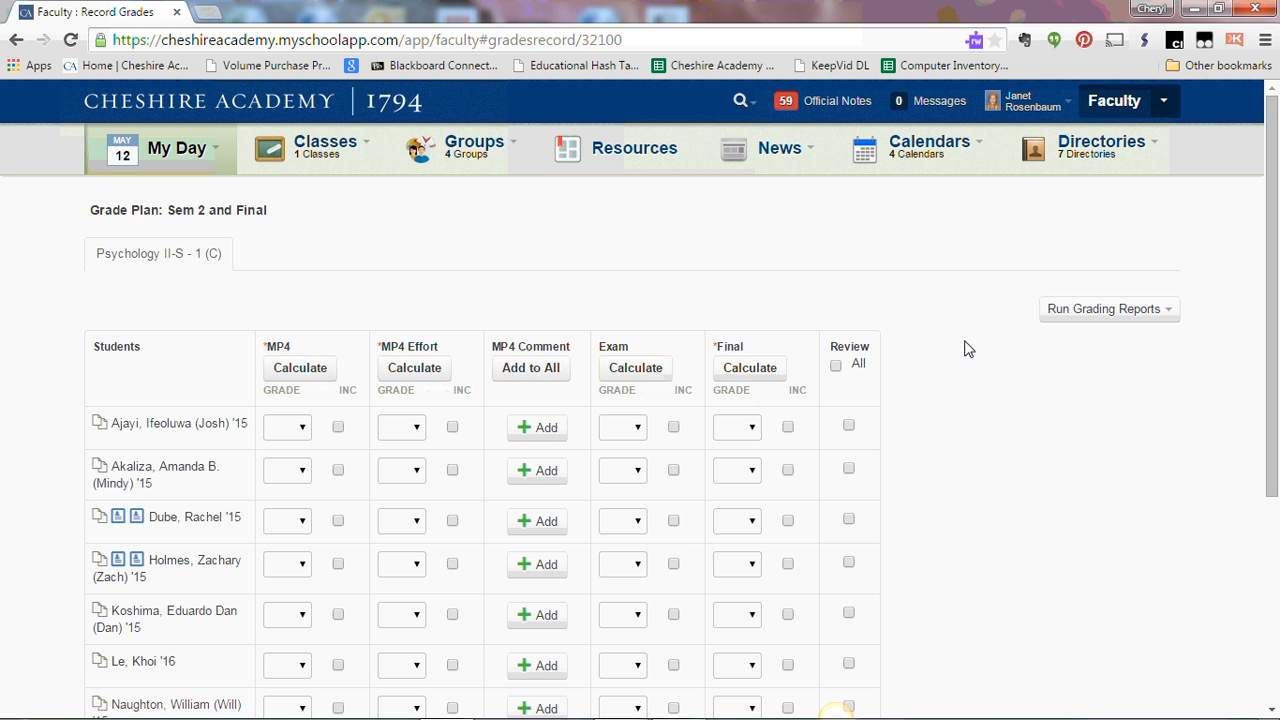 Faculty : Record Grades
Cheryl
https://cheshireacademy.myschoolapp.com/app/faculty#gradesrecord/32100
Apps
Home | Cheshire Ac...
Volume Purchase Pr...
Blackboard Connect...
Educational Hash Ta...
Cheshire Academy ...
KeepVid DL
Computer Inventory...
Other bookmarks
CHESHIRE ACADEMY | 1794
59 Official Notes
0 Messages
Janet
Rosenbaum
Faculty
MAY
12
My Day
Classes
1 Classes
Groups
4 Groups
Resources
News
Calendars
4 Calendars
Directories
7 Directories
Grade Plan: Sem 2 and Final
Psychology II-S - 1 (C)
Run Grading Reports
Students
*MP4
*MP4 Effort
MP4 Comment
Exam
*Final
Review
Calculate
Calculate
Add to All
Calculate
Calculate
All
GRADE INC
GRADE INC
GRADE INC
GRADE INC
Ajayi, Ifeoluwa (Josh) '15
Add
Akaliza, Amanda B.
(Mindy) '15
Add
Dube, Rachel '15
Add
Holmes, Zachary
(Zach) '15
Add
Koshima, Eduardo Dan
(Dan) '15
Add
Le, Khoi '16
Add
Naughton, William (Will)
Add